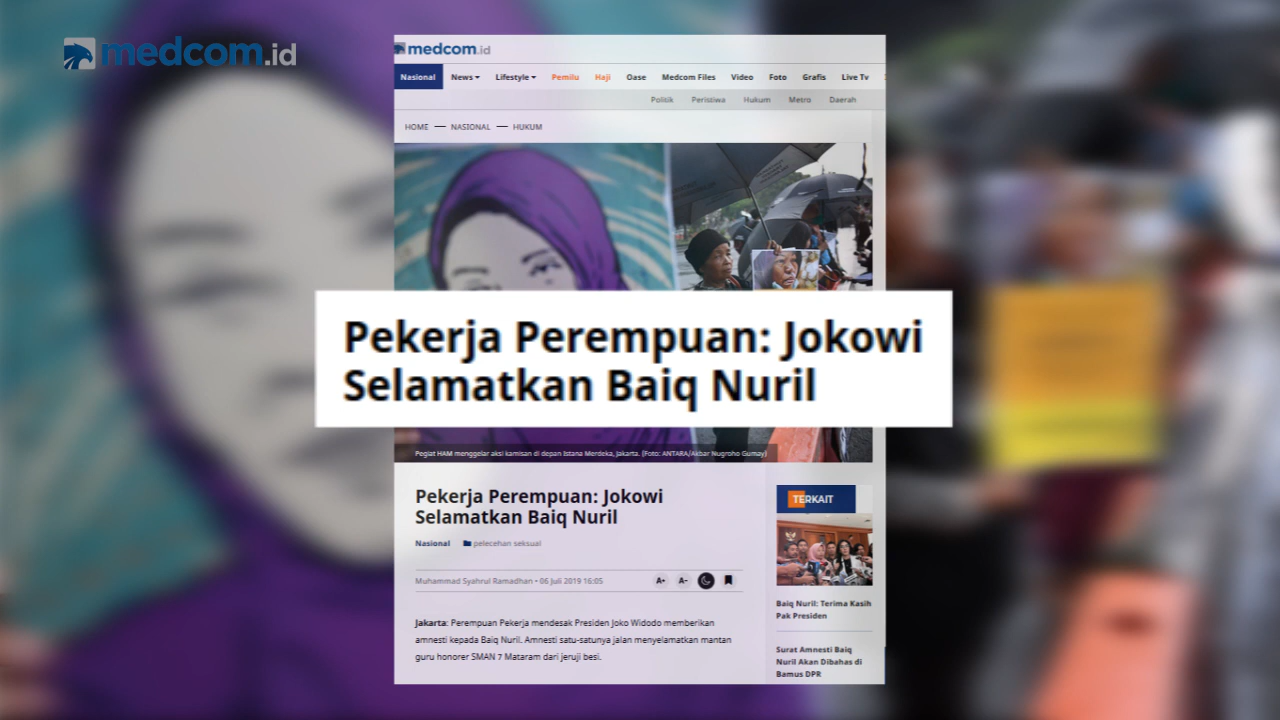 medcom.id
medcom.id
Nasional News Lifestyle Pemilu Haji Oase Medcom Files Video Foto Grafis Live Tv
Politik Peristiwa Hukum Metro Daerah
HOME — NASIONAL — HUKUM
Pekerja Perempuan: Jokowi
Selamatkan Baiq Nuril
Pegiat HAM menggelar aksi kamisan di depan Istana Merdeka, Jakarta. (Foto: ANTARA/Akbar Nugroho Gumay)
Pekerja Perempuan: Jokowi
Selamatkan Baiq Nuril
Nasional pelecehan seksual
Muhammad Syahrul Ramadhan • 06 Juli 2019 16:05
A+ A-
Jakarta: Perempuan Pekerja mendesak Presiden Joko Widodo memberikan
amnesti kepada Baiq Nuril. Amnesti satu-satunya jalan menyelamatkan mantan
guru honorer SMAN 7 Mataram dari jeruji besi.
TERKAIT
Baiq Nuril: Terima Kasih
Pak Presiden
Surat Amnesti Baiq
Nuril Akan Dibahas di
Bamus DPR